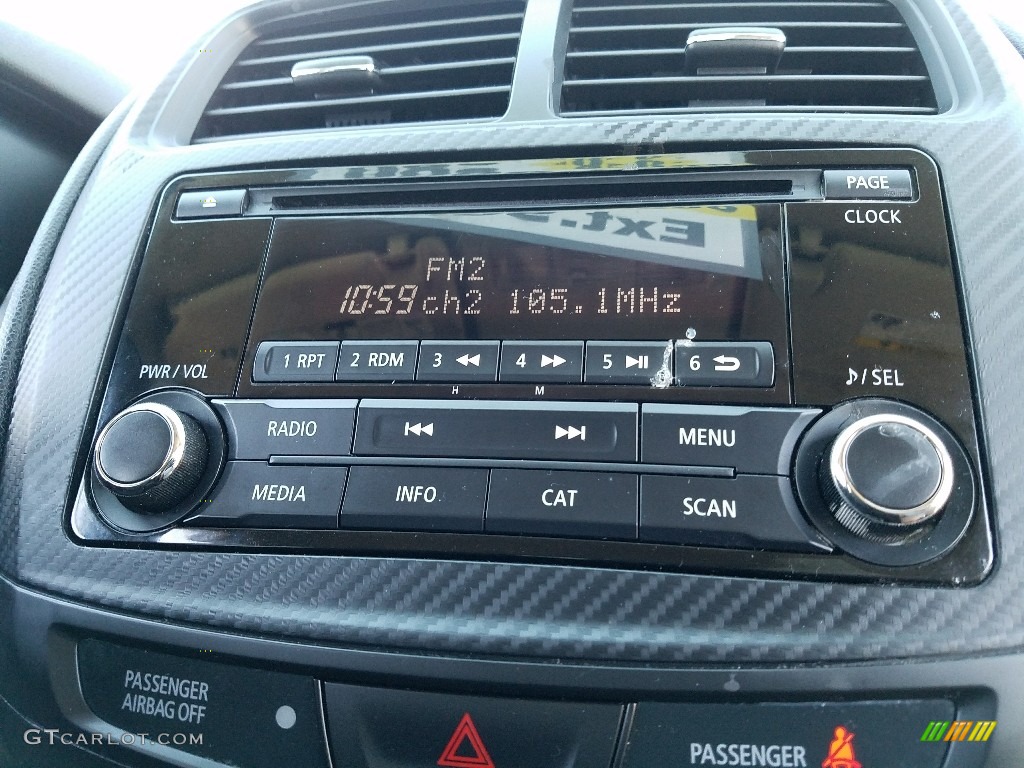 PAGE
CLOCK
Ext.
FM2
10:59 ch2 105.1MHz
1 RPT 2 RDM 3 4 5 6
H M
PWR / VOL
♪/ SEL
RADIO MENU
MEDIA INFO CAT SCAN
PASSENGER
AIRBAG OFF
PASSENGER
GTCARLOT.COM